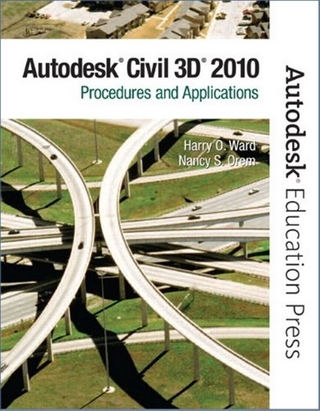 Autodesk® Civil 3D® 2010
Procedures and Applications
Harry O. Ward
Nancy S. Orem
Autodesk® Education Press